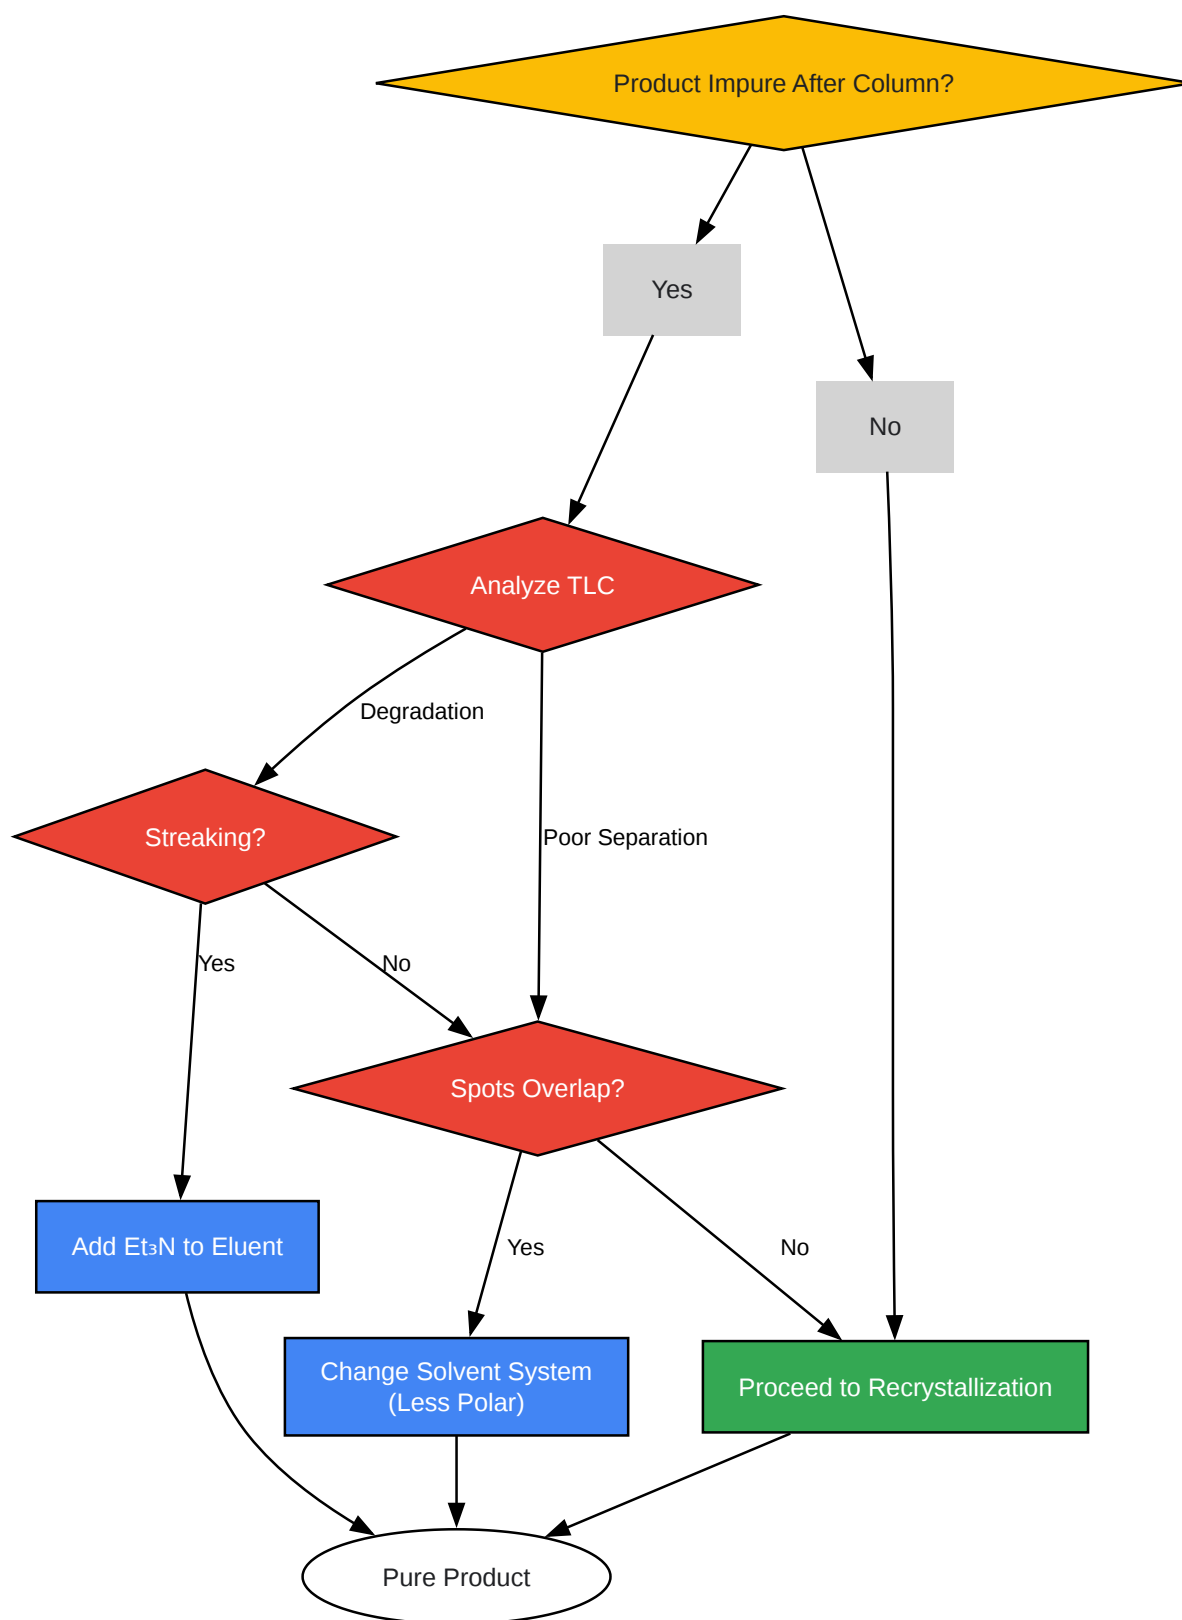 Product Impure After Column?
Yes
No
Analyze TLC
Degradation
Streaking?
Poor Separation
Yes
No
Spots Overlap?
Add Et₃N to Eluent
Yes
No
Change Solvent System
(Less Polar)
Proceed to Recrystallization
Pure Product